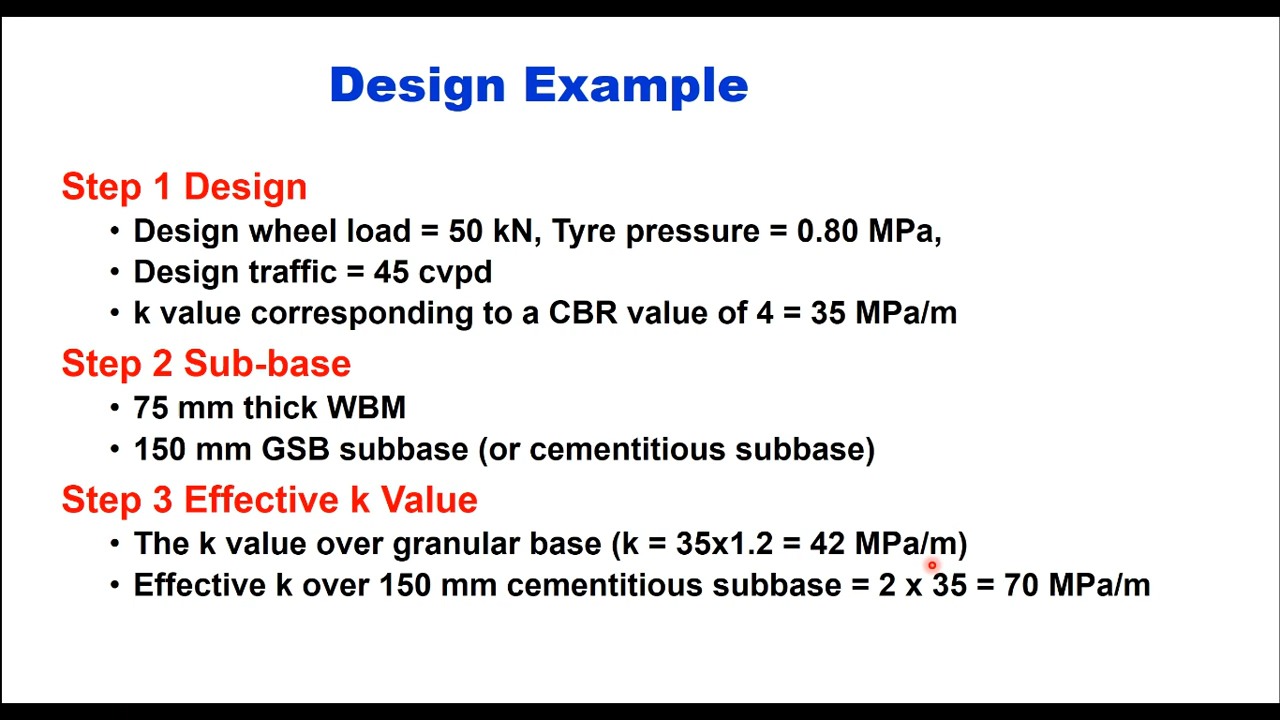 Design Example
Step 1 Design
• Design wheel load = 50 kN, Tyre pressure = 0.80 MPa,
• Design traffic = 45 cvpd
• k value corresponding to a CBR value of 4 = 35 MPa/m
Step 2 Sub-base
• 75 mm thick WBM
• 150 mm GSB subbase (or cementitious subbase)
Step 3 Effective k Value
• The k value over granular base (k = 35x1.2 = 42 MPa/m)
• Effective k over 150 mm cementitious subbase = 2 x 35 = 70 MPa/m